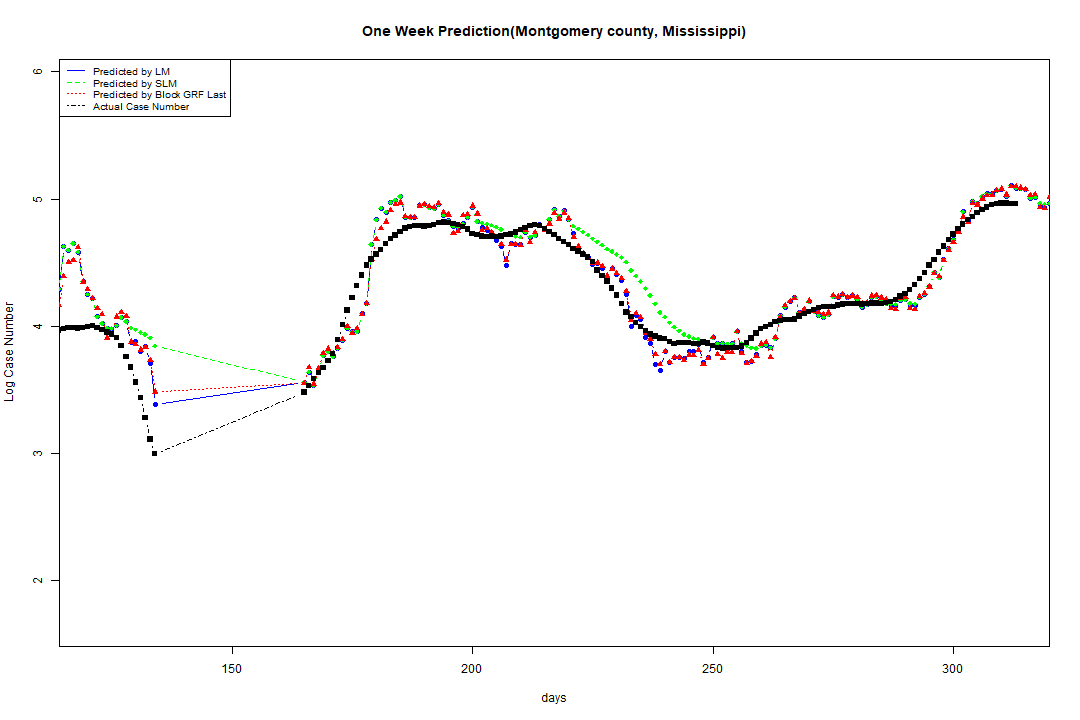 One Week Prediction(Montgomery county, Mississippi)
Predicted by LM
Predicted by SLM
Predicted by Block GRF Last
Actual Case Number
6
5
4
3
2
Log Case Number
150 200 250 300
days